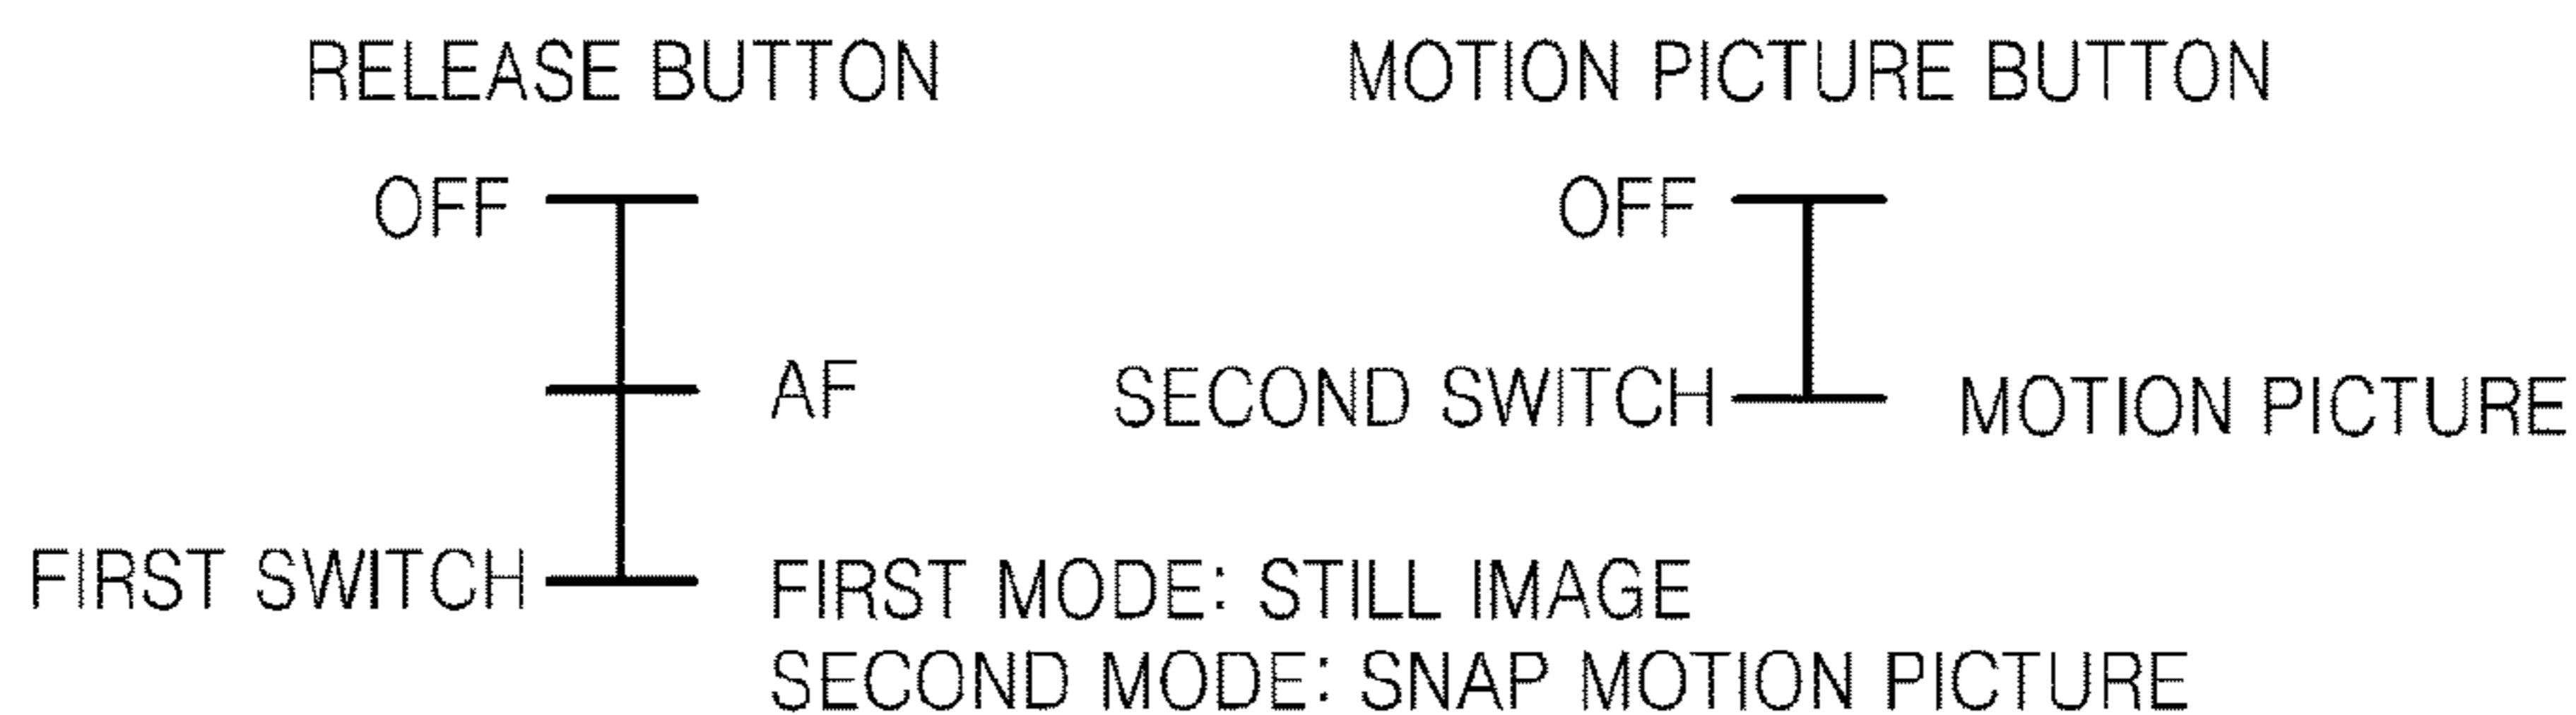 RELEASE BUTTON
OFF
AF
FIRST SWITCH
FIRST MODE: STILL IMAGE
SECOND MODE: SNAP MOTION PICTURE
MOTION PICTURE BUTTON
OFF
SECOND SWITCH
MOTION PICTURE